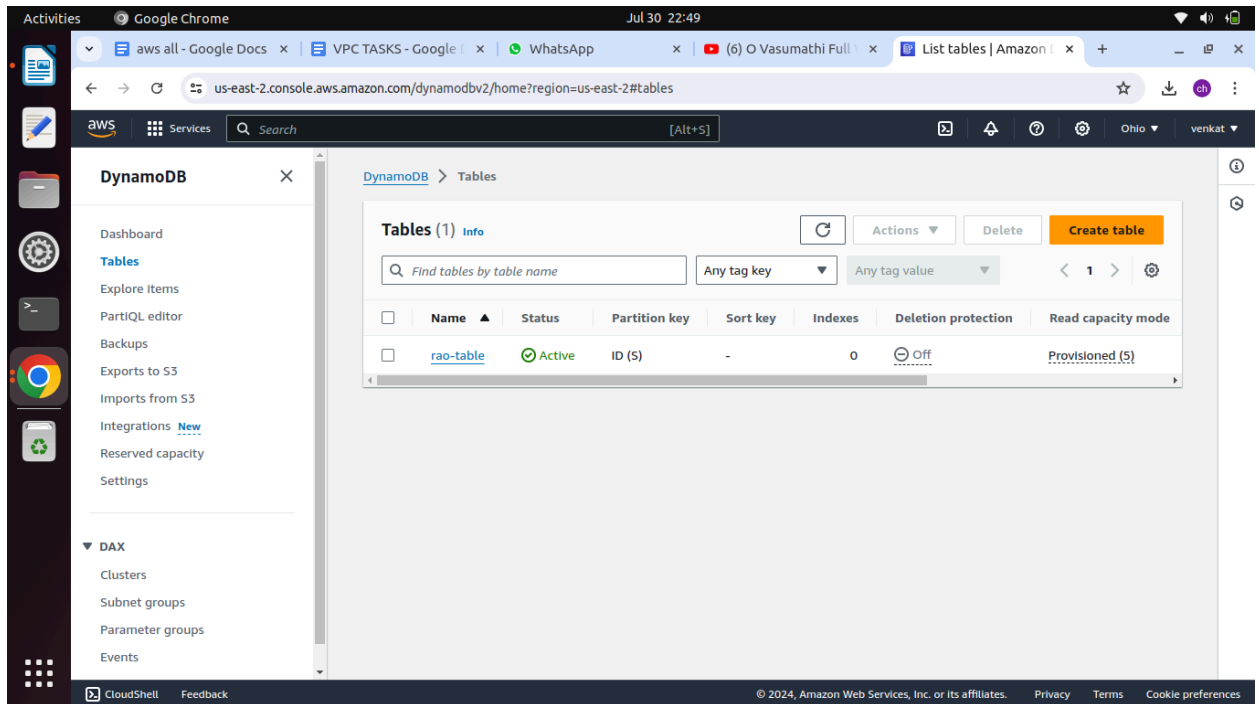 Activities Google Chrome Jul 30 22:49
aws all - Google Docs VPC TASKS - Google WhatsApp (6) O Vasumathi Full List tables | Amazon
us-east-2.console.aws.amazon.com/dynamodbv2/home?region=us-east-2#tables ch
aws Services Search [Alt+S] Ohio venkat
DynamoDB
Dashboard
Tables
Explore items
PartiQL editor
Backups
Exports to S3
Imports from S3
Integrations New
Reserved capacity
Settings
DAX
Clusters
Subnet groups
Parameter groups
Events
DynamoDB > Tables
Tables (1) Info Actions Delete Create table
Find tables by table name Any tag key Any tag value < 1 >
Name Status Partition key Sort key Indexes Deletion protection Read capacity mode
rao-table Active ID (S) - 0 Off Provisioned (5)
CloudShell Feedback © 2024, Amazon Web Services, Inc. or its affiliates. Privacy Terms Cookie preferences